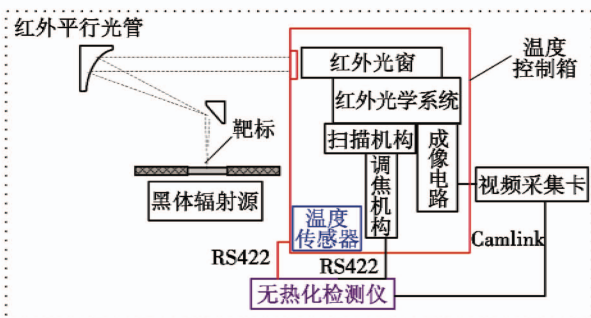 红外平行光管
红外光窗
温度
控制箱
红外光学系统
靶标
扫描机构
成像电路
调焦机构
黑体辐射源
视频采集卡
温度
传感器
RS422
RS422
Camlink
无热化检测仪